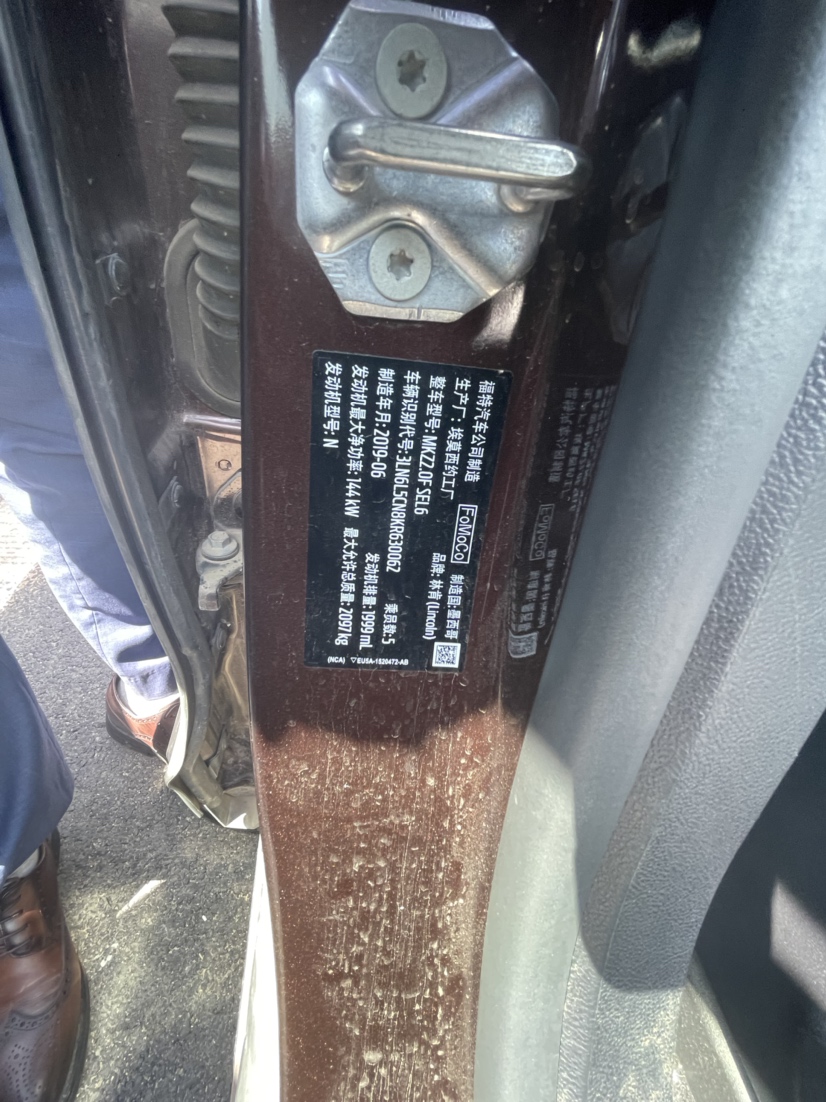 福特汽车公司制造 FoMoCo 制造国:墨西哥
生产厂:埃莫西约工厂 品牌:林肯(Lincoln)
整车型号:MKZ2.0F SEL6
车辆识别代号:3LN6L5CN8KR630062 乘员数:5
制造年月:2019-06 发动机排量:1999 mL
发动机最大净功率:144 kW 最大允许总质量:2097kg
发动机型号:N
(NCA) ▽EU5A-1520472-AB